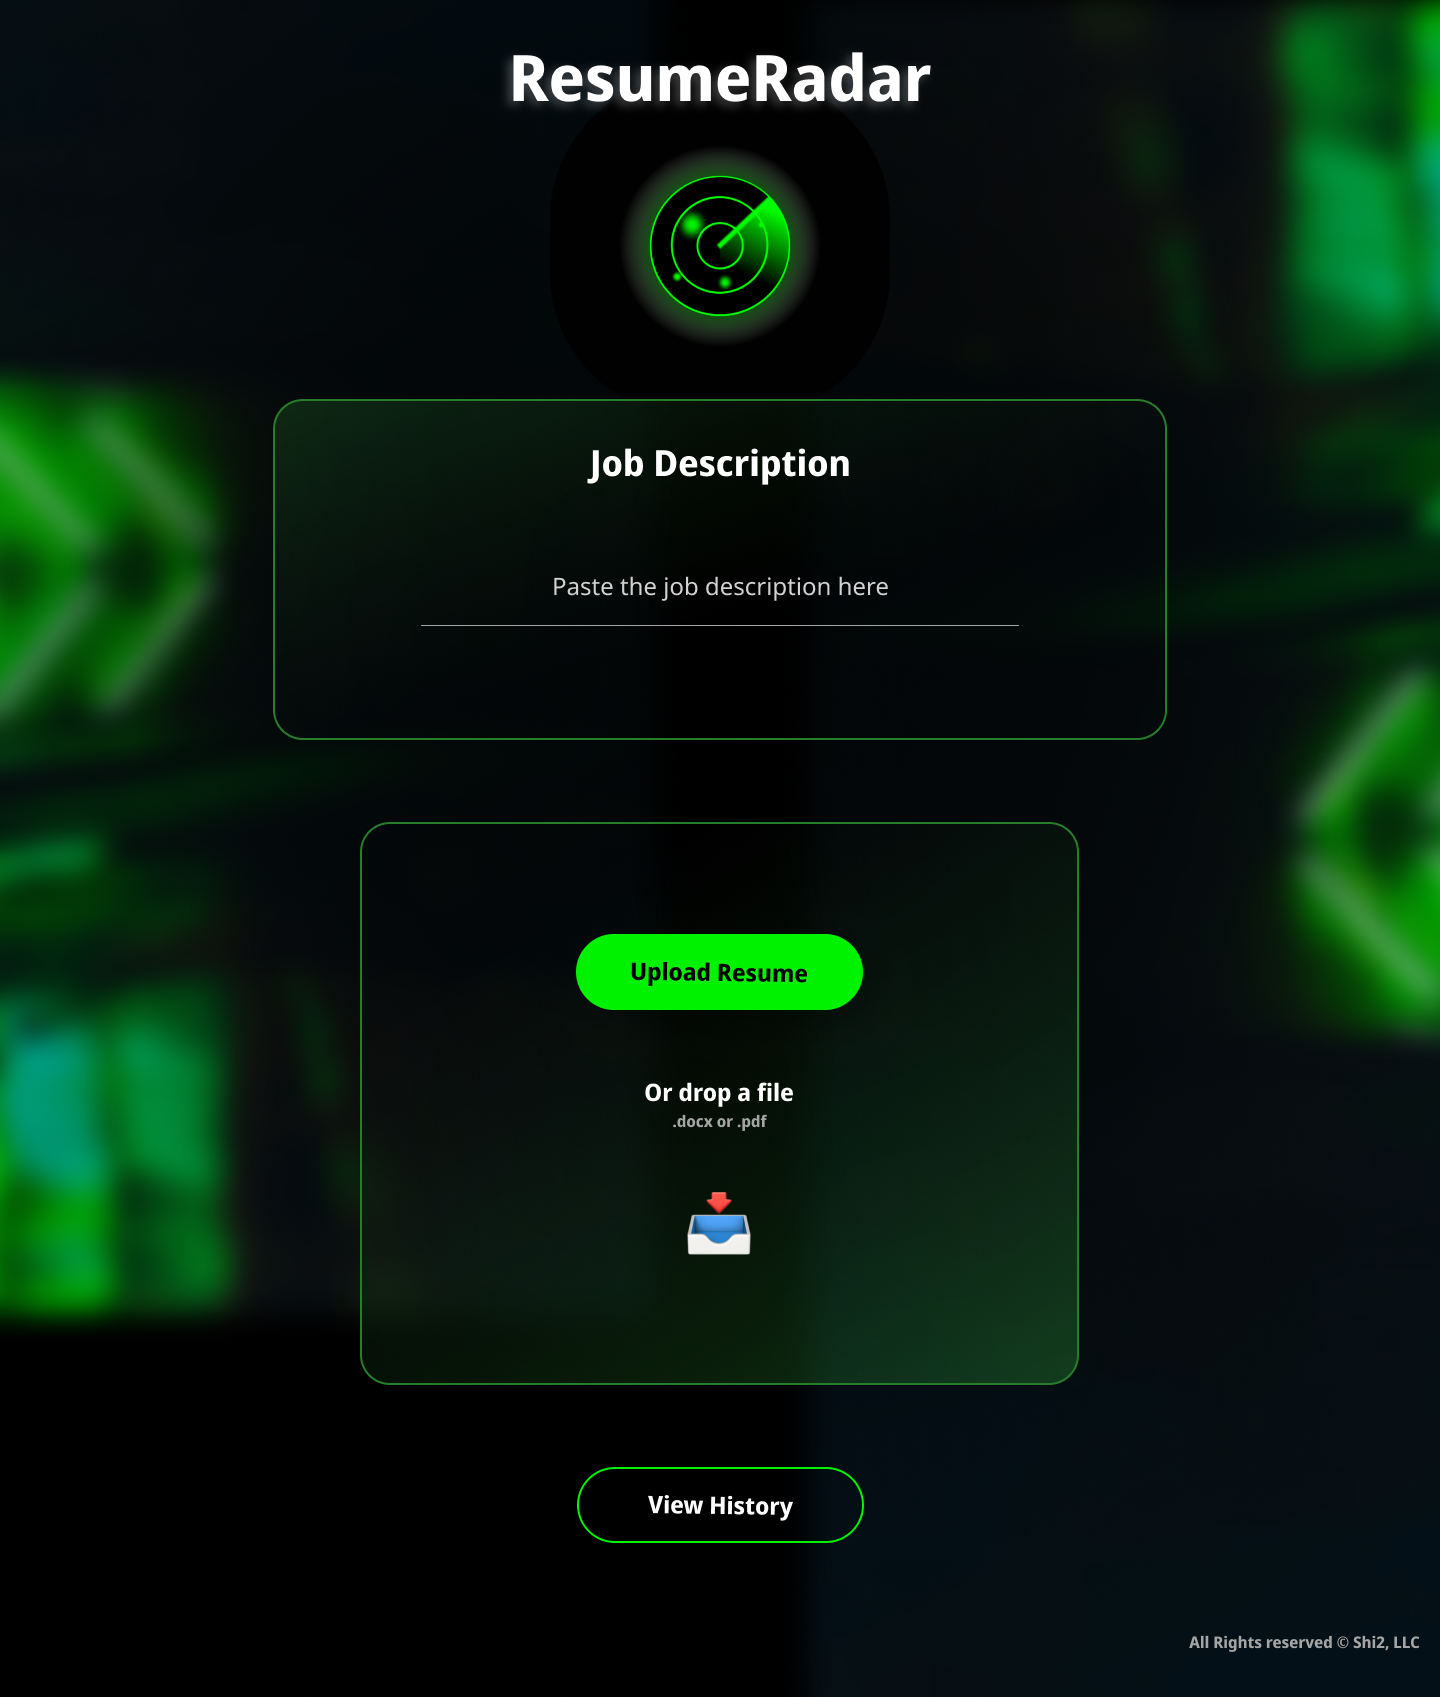 ResumeRadar
Job Description
Paste the job description here
Upload Resume
Or drop a file
.docx or .pdf
View History
All Rights reserved © Shi2, LLC